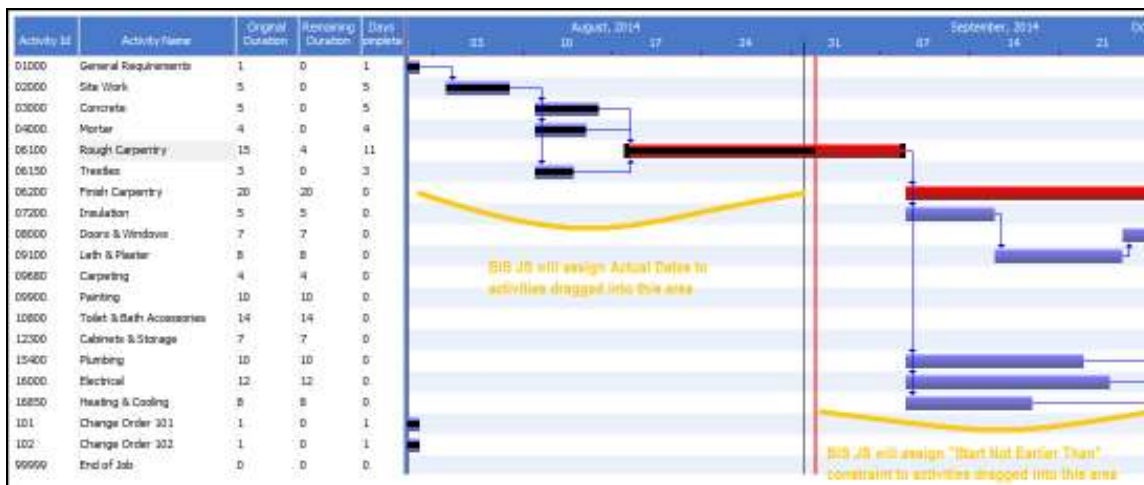 Activity Id Activity Name Original Duration Remaining Duration Days August, 2014 September, 2014
03 10 17 24 31 07 14 21
01000 General Requirements 1 0 1
02000 Site Work 5 0 5
03000 Concrete 5 0 5
04000 Morter 4 0 4
06100 Rough Carpentry 15 4 11
06150 Trestles 3 0 3
06200 Finish Carpentry 20 20 0
07200 Insulation 5 5 0
08000 Doors & Windows 7 7 0
09100 Lath & Plaster 8 8 0
09680 Carpeting 4 4 0
09900 Painting 10 10 0
10800 Toilet & Bath Accessories 14 14 0
12300 Cabinets & Storage 7 7 0
15400 Plumbing 10 10 0
16000 Electrical 12 12 0
16850 Heating & Cooling 8 8 0
101 Change Order 101 1 0 1
102 Change Order 102 1 0 1
99999 End of Job 0 0 0
BIS JS will assign Actual Dates to
activities dragged into this area
BIS JS will assign "Start Not Earlier Than"
constraint to activities dragged into this area